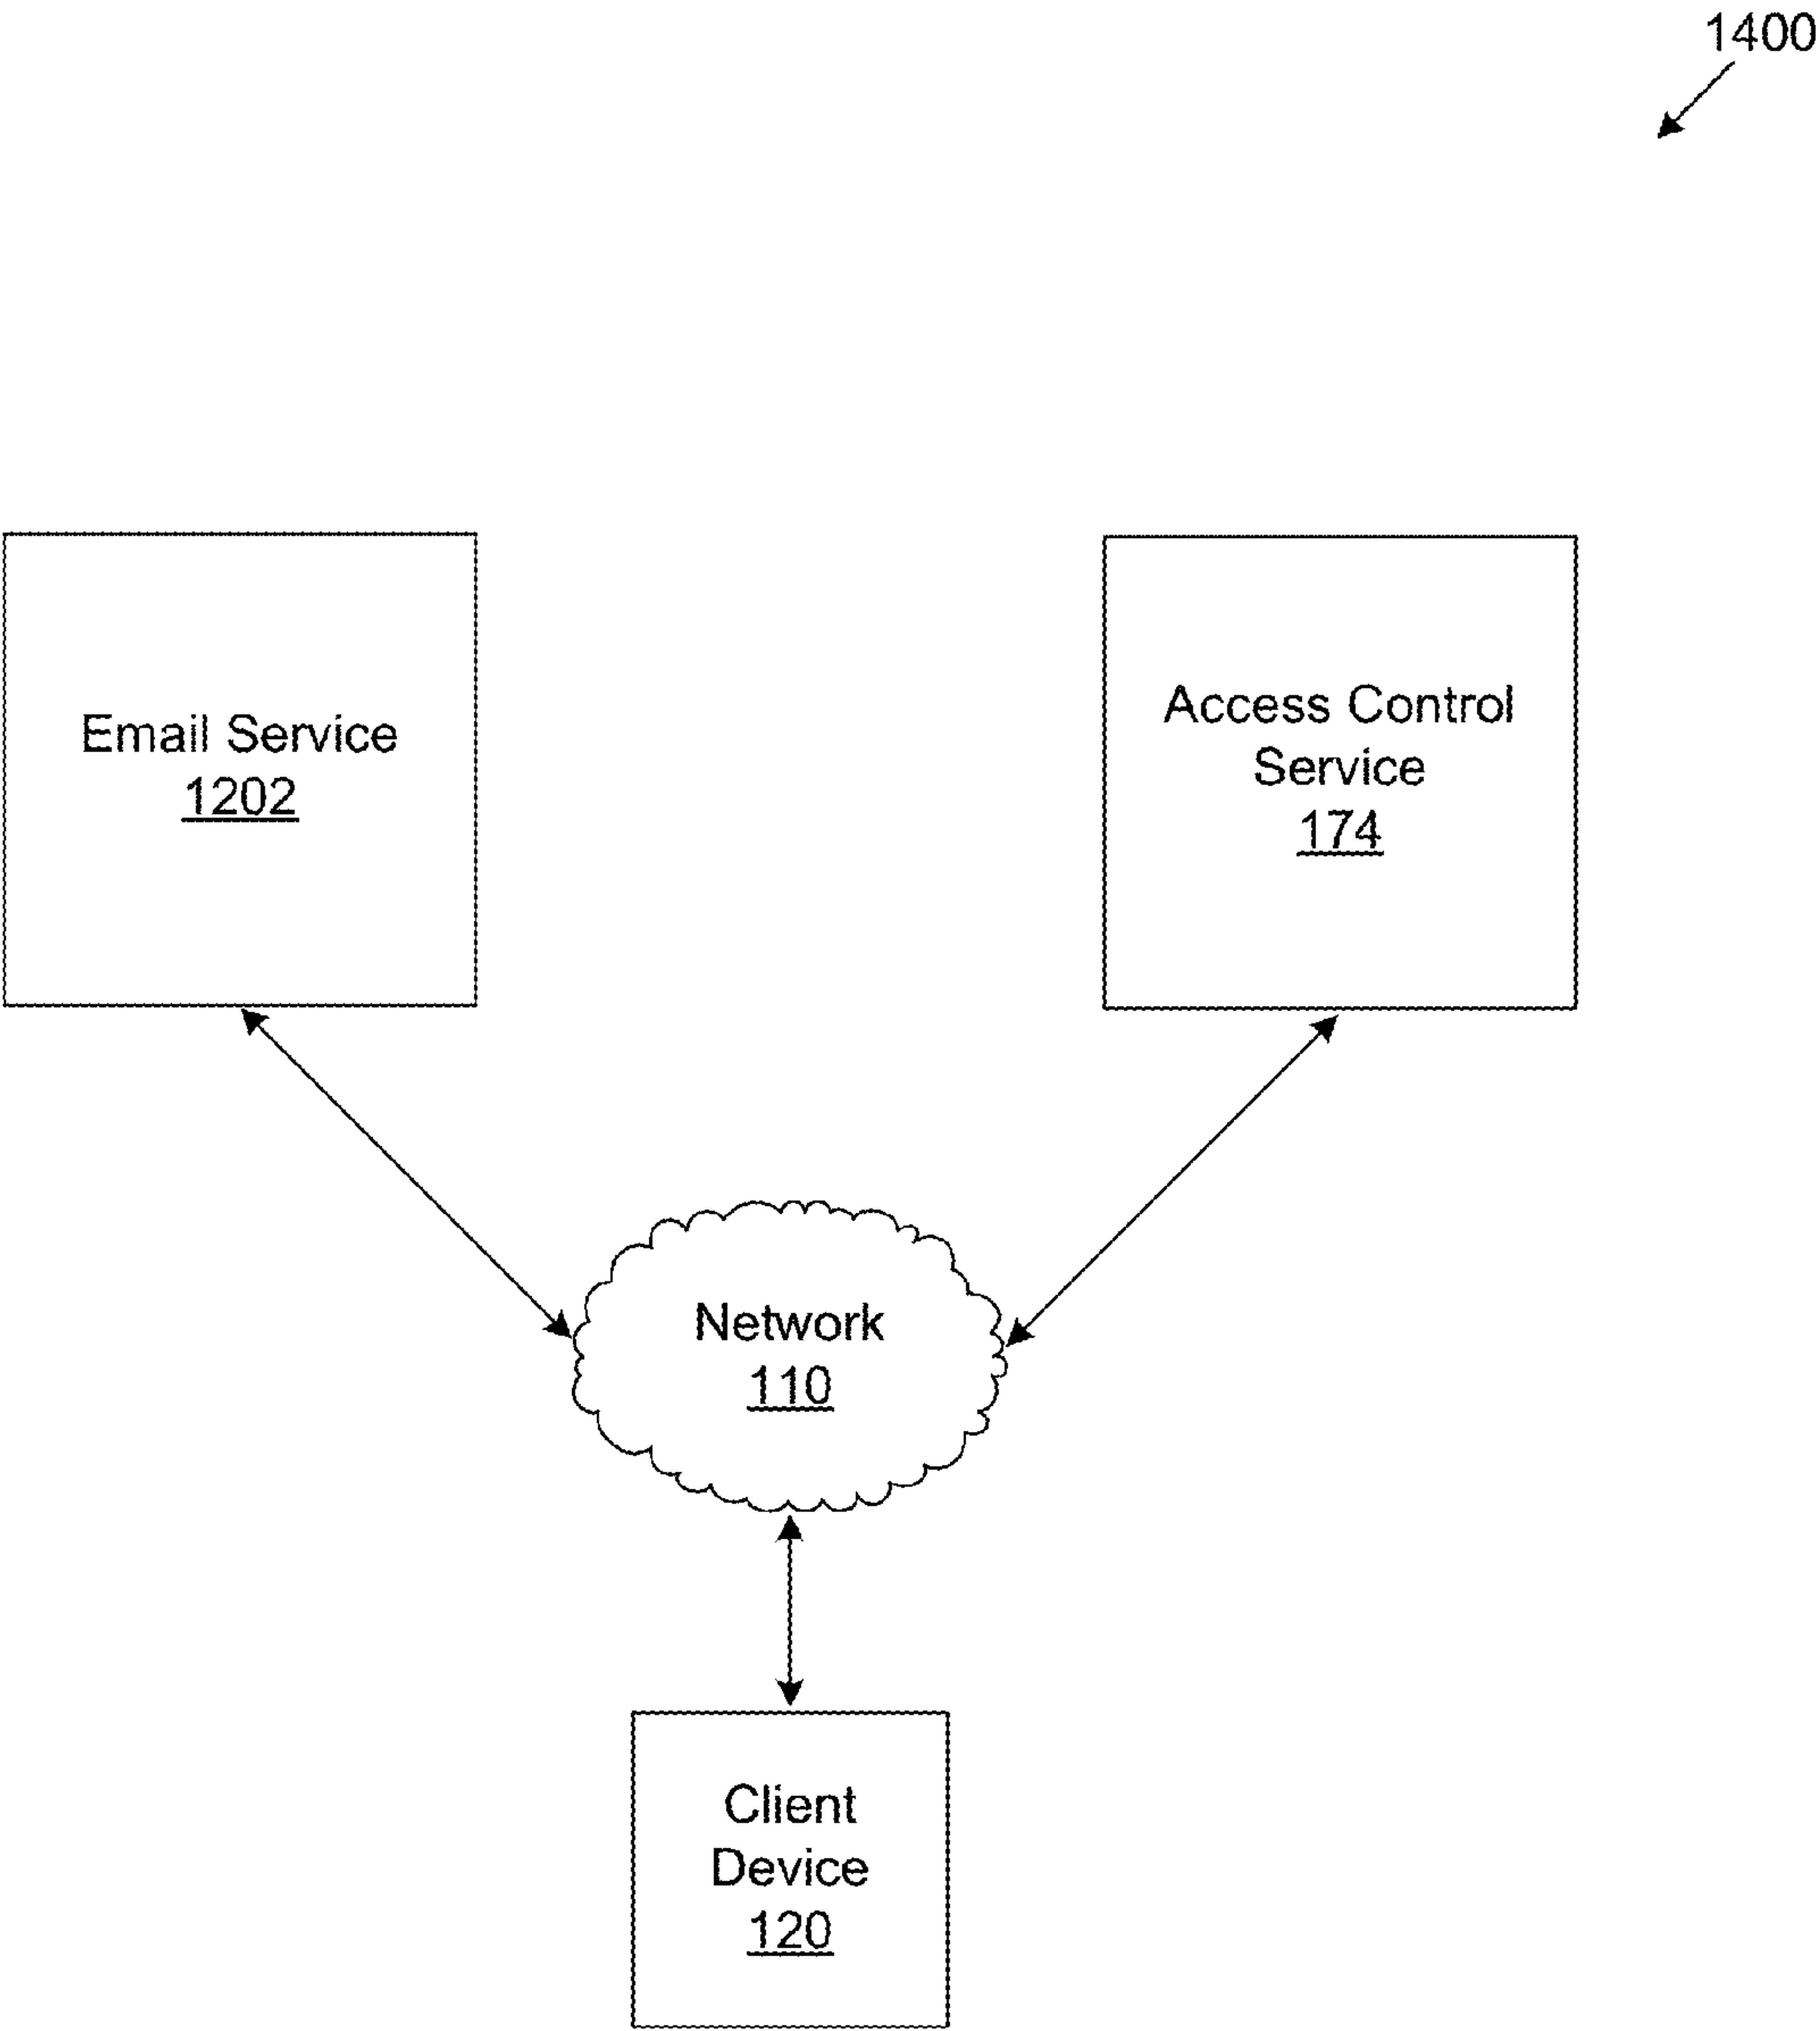 1400
Email Service
1202
Access Control
Service
174
Network
110
Client
Device
120